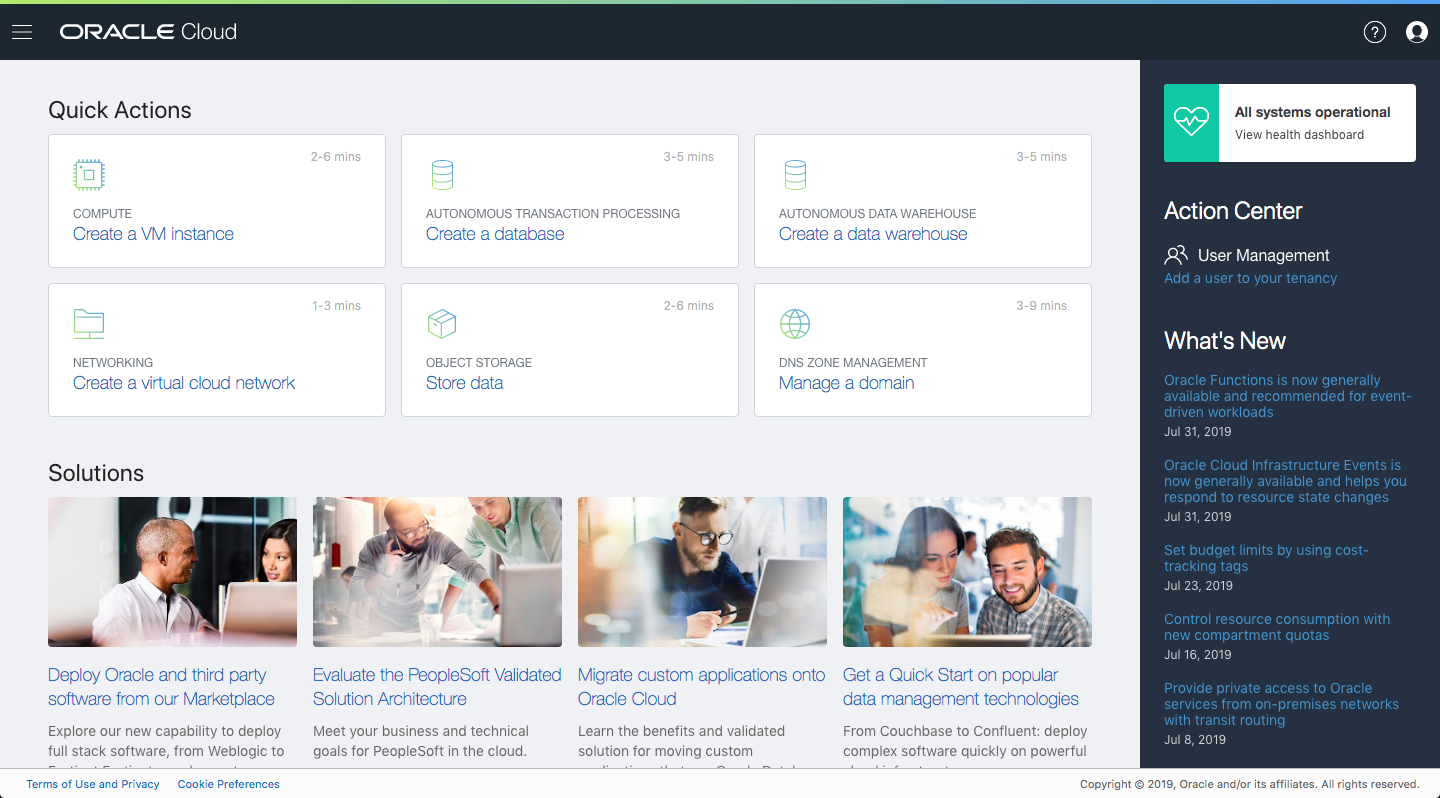 ORACLE Cloud
?
Quick Actions
2-6 mins
COMPUTE
Create a VM instance
3-5 mins
AUTONOMOUS TRANSACTION PROCESSING
Create a database
3-5 mins
AUTONOMOUS DATA WAREHOUSE
Create a data warehouse
1-3 mins
NETWORKING
Create a virtual cloud network
2-6 mins
OBJECT STORAGE
Store data
3-9 mins
DNS ZONE MANAGEMENT
Manage a domain
Solutions
Deploy Oracle and third party
software from our Marketplace
Explore our new capability to deploy
full stack software, from Weblogic to
Evaluate the PeopleSoft Validated
Solution Architecture
Meet your business and technical
goals for PeopleSoft in the cloud.
Migrate custom applications onto
Oracle Cloud
Learn the benefits and validated
solution for moving custom
Get a Quick Start on popular
data management technologies
From Couchbase to Confluent: deploy
complex software quickly on powerful
All systems operational
View health dashboard
Action Center
User Management
Add a user to your tenancy
What's New
Oracle Functions is now generally
available and recommended for event-
driven workloads
Jul 31, 2019
Oracle Cloud Infrastructure Events is
now generally available and helps you
respond to resource state changes
Jul 31, 2019
Set budget limits by using cost-
tracking tags
Jul 23, 2019
Control resource consumption with
new compartment quotas
Jul 16, 2019
Provide private access to Oracle
services from on-premises networks
with transit routing
Jul 8, 2019
Terms of Use and Privacy
Cookie Preferences
Copyright © 2019, Oracle and/or its affiliates. All rights reserved.